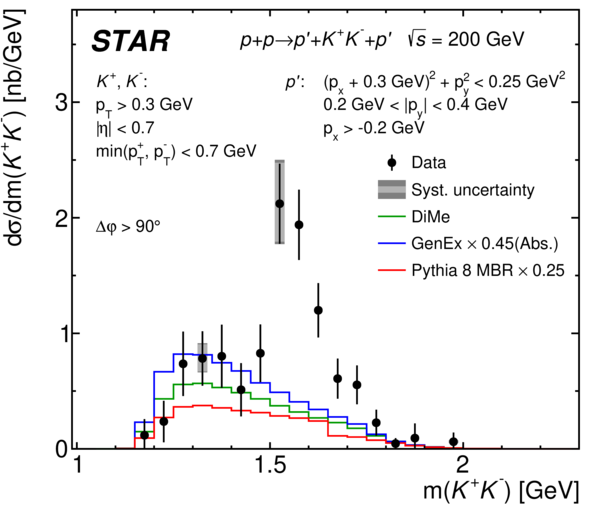 STAR p+p→p'+K⁺K⁻+p' √s = 200 GeV
K⁺, K⁻:
p_T > 0.3 GeV
|η| < 0.7
min(p_T⁺, p_T⁻) < 0.7 GeV
Δφ > 90°
p': (p_x + 0.3 GeV)² + p_y² < 0.25 GeV²
0.2 GeV < |p_y| < 0.4 GeV
p_x > -0.2 GeV
Data
Syst. uncertainty
DiMe
GenEx × 0.45(Abs.)
Pythia 8 MBR × 0.25
dσ/dm(K⁺K⁻) [nb/GeV]
3
2
1
0
1 1.5 2
m(K⁺K⁻) [GeV]